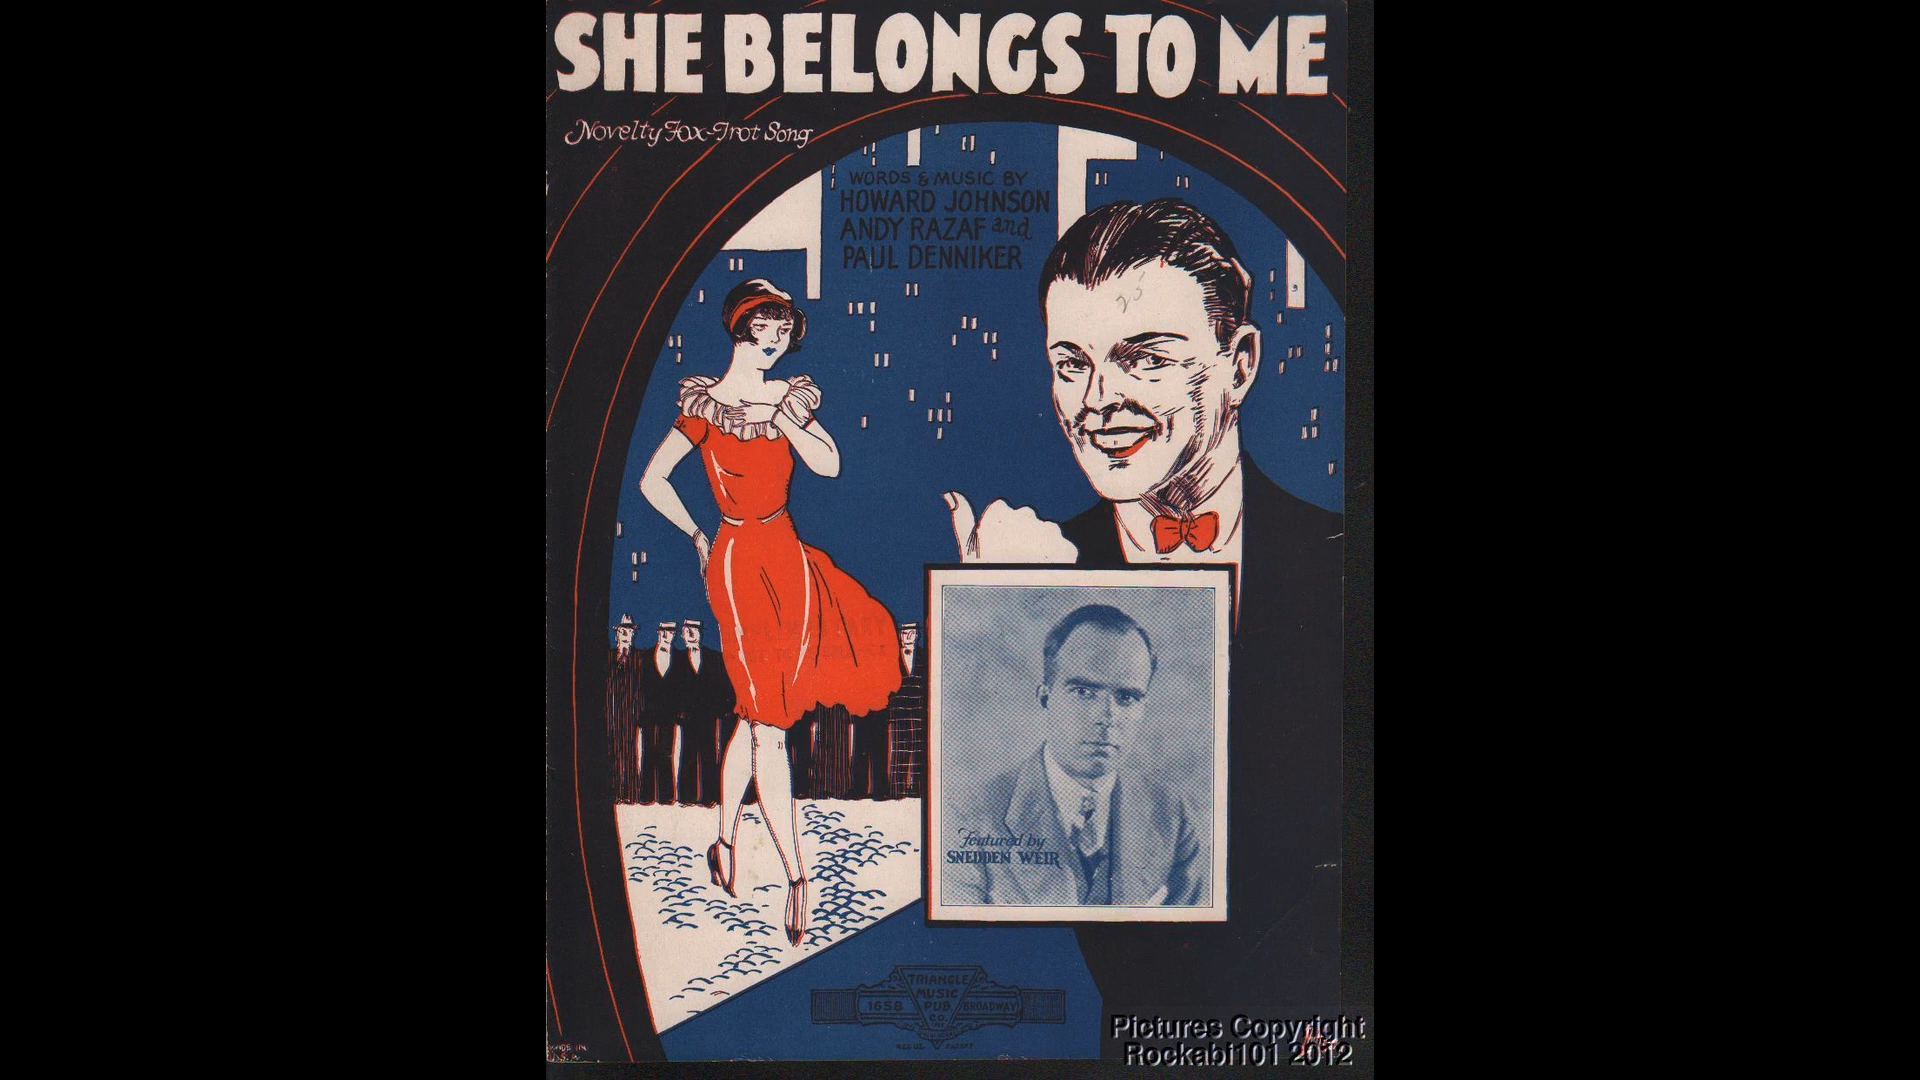 SHE BELONGS TO ME
Novelty Fox-Trot Song
WORDS & MUSIC BY
HOWARD JOHNSON
ANDY RAZAF and
PAUL DENNIKER
25
Featured by
SNEDDEN WEIR
TRIANGLE
MUSIC
1658 PUB. BROADWAY
CO.
Pictures Copyright
Rockabi101 2012